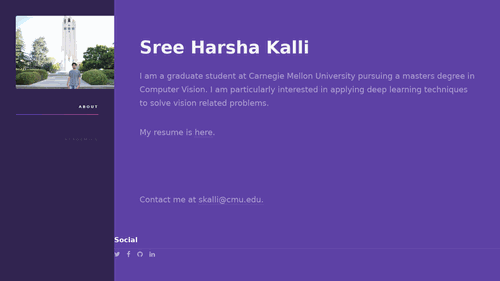 ABOUT
Sree Harsha Kalli
I am a graduate student at Carnegie Mellon University pursuing a masters degree in
Computer Vision. I am particularly interested in applying deep learning techniques
to solve vision related problems.
My resume is here.
Contact me at skalli@cmu.edu.
Social